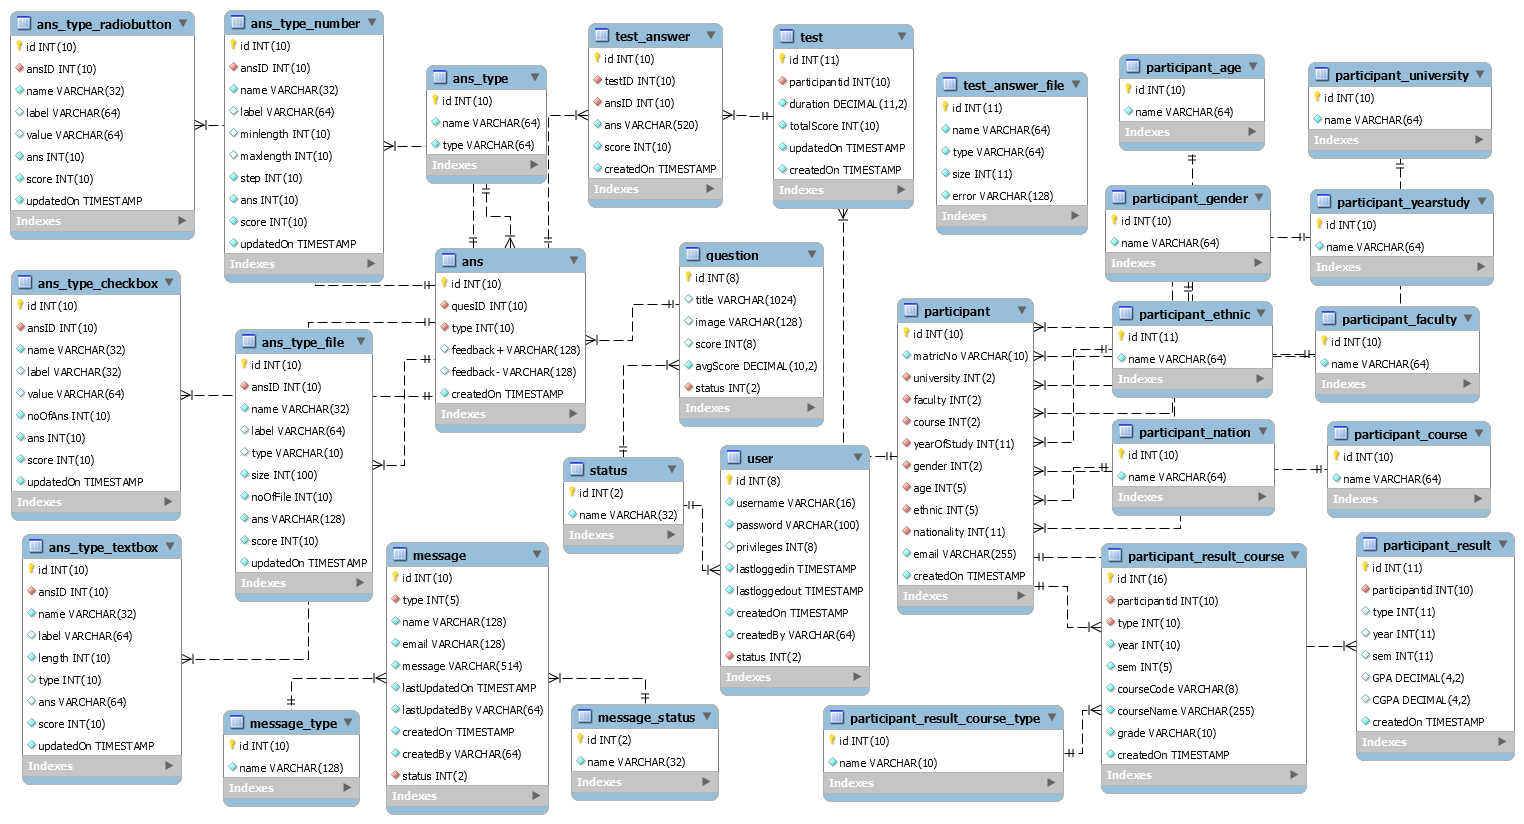 ans_type_radiobutton
id INT(10)
ansID INT(10)
name VARCHAR(32)
label VARCHAR(64)
value VARCHAR(64)
ans INT(10)
score INT(10)
updatedOn TIMESTAMP
Indexes
ans_type_number
id INT(10)
ansID INT(10)
name VARCHAR(32)
label VARCHAR(64)
minlength INT(10)
maxlength INT(10)
step INT(10)
ans INT(10)
score INT(10)
updatedOn TIMESTAMP
Indexes
ans_type
id INT(10)
name VARCHAR(64)
type VARCHAR(64)
Indexes
test_answer
id INT(10)
testID INT(10)
ansID INT(10)
ans VARCHAR(520)
score INT(10)
createdOn TIMESTAMP
Indexes
test
id INT(11)
participantid INT(10)
duration DECIMAL(11,2)
totalScore INT(10)
updatedOn TIMESTAMP
createdOn TIMESTAMP
Indexes
test_answer_file
id INT(11)
name VARCHAR(64)
type VARCHAR(64)
size INT(11)
error VARCHAR(128)
Indexes
participant_age
id INT(10)
name VARCHAR(64)
Indexes
participant_university
id INT(10)
name VARCHAR(64)
Indexes
participant_gender
id INT(10)
name VARCHAR(64)
Indexes
participant_yearstudy
id INT(10)
name VARCHAR(64)
Indexes
ans_type_checkbox
id INT(10)
ansID INT(10)
name VARCHAR(32)
label VARCHAR(32)
value VARCHAR(64)
noOfAns INT(10)
ans INT(10)
score INT(10)
updatedOn TIMESTAMP
Indexes
ans_type_file
id INT(10)
ansID INT(10)
name VARCHAR(32)
label VARCHAR(64)
type VARCHAR(10)
size INT(100)
noOfFile INT(10)
ans VARCHAR(128)
score INT(10)
updatedOn TIMESTAMP
Indexes
ans
id INT(10)
quesID INT(10)
type INT(10)
feedback+ VARCHAR(128)
feedback- VARCHAR(128)
createdOn TIMESTAMP
Indexes
question
id INT(8)
title VARCHAR(1024)
image VARCHAR(128)
score INT(8)
avgScore DECIMAL(10,2)
status INT(2)
Indexes
participant
id INT(10)
matricNo VARCHAR(10)
university INT(2)
faculty INT(2)
course INT(2)
yearOfStudy INT(11)
gender INT(2)
age INT(5)
ethnic INT(5)
nationality INT(11)
email VARCHAR(255)
createdOn TIMESTAMP
Indexes
participant_ethnic
id INT(11)
name VARCHAR(64)
Indexes
participant_faculty
id INT(10)
name VARCHAR(64)
Indexes
participant_nation
id INT(10)
name VARCHAR(64)
Indexes
participant_course
id INT(10)
name VARCHAR(64)
Indexes
status
id INT(2)
name VARCHAR(32)
Indexes
user
id INT(8)
username VARCHAR(16)
password VARCHAR(100)
privileges INT(8)
lastloggedin TIMESTAMP
lastloggedout TIMESTAMP
createdOn TIMESTAMP
createdBy VARCHAR(64)
status INT(2)
Indexes
ans_type_textbox
id INT(10)
ansID INT(10)
name VARCHAR(32)
label VARCHAR(64)
length INT(10)
type INT(10)
ans VARCHAR(64)
score INT(10)
updatedOn TIMESTAMP
Indexes
message
id INT(10)
type INT(5)
name VARCHAR(128)
email VARCHAR(128)
message VARCHAR(514)
lastUpdatedOn TIMESTAMP
lastUpdatedBy VARCHAR(64)
createdOn TIMESTAMP
createdBy VARCHAR(64)
status INT(2)
Indexes
message_type
id INT(10)
name VARCHAR(128)
Indexes
message_status
id INT(2)
name VARCHAR(32)
Indexes
participant_result_course_type
id INT(10)
name VARCHAR(10)
Indexes
participant_result_course
id INT(16)
participantid INT(10)
type INT(10)
year INT(10)
sem INT(5)
courseCode VARCHAR(8)
courseName VARCHAR(255)
grade VARCHAR(10)
createdOn TIMESTAMP
Indexes
participant_result
id INT(11)
participantid INT(10)
type INT(11)
year INT(11)
sem INT(11)
GPA DECIMAL(4,2)
CGPA DECIMAL(4,2)
createdOn TIMESTAMP
Indexes